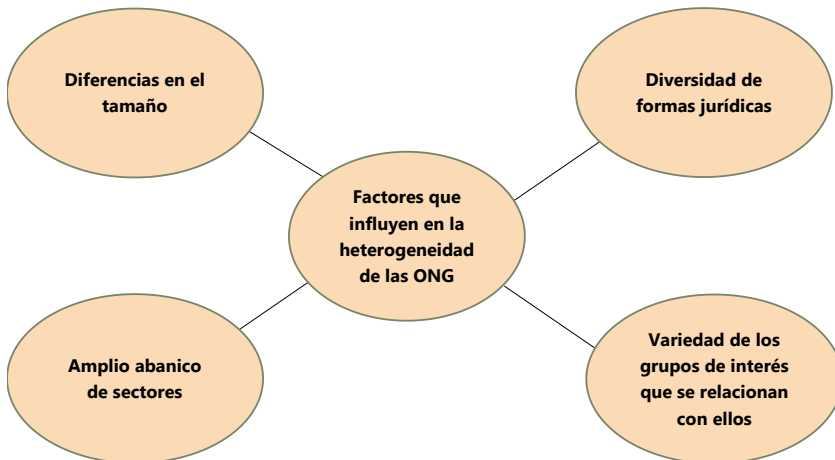 Diferencias en el
tamaño
Diversidad de
formas jurídicas
Factores que
influyen en la
heterogeneidad
de las ONG
Amplio abanico
de sectores
Variedad de los
grupos de interés
que se relacionan
con ellos